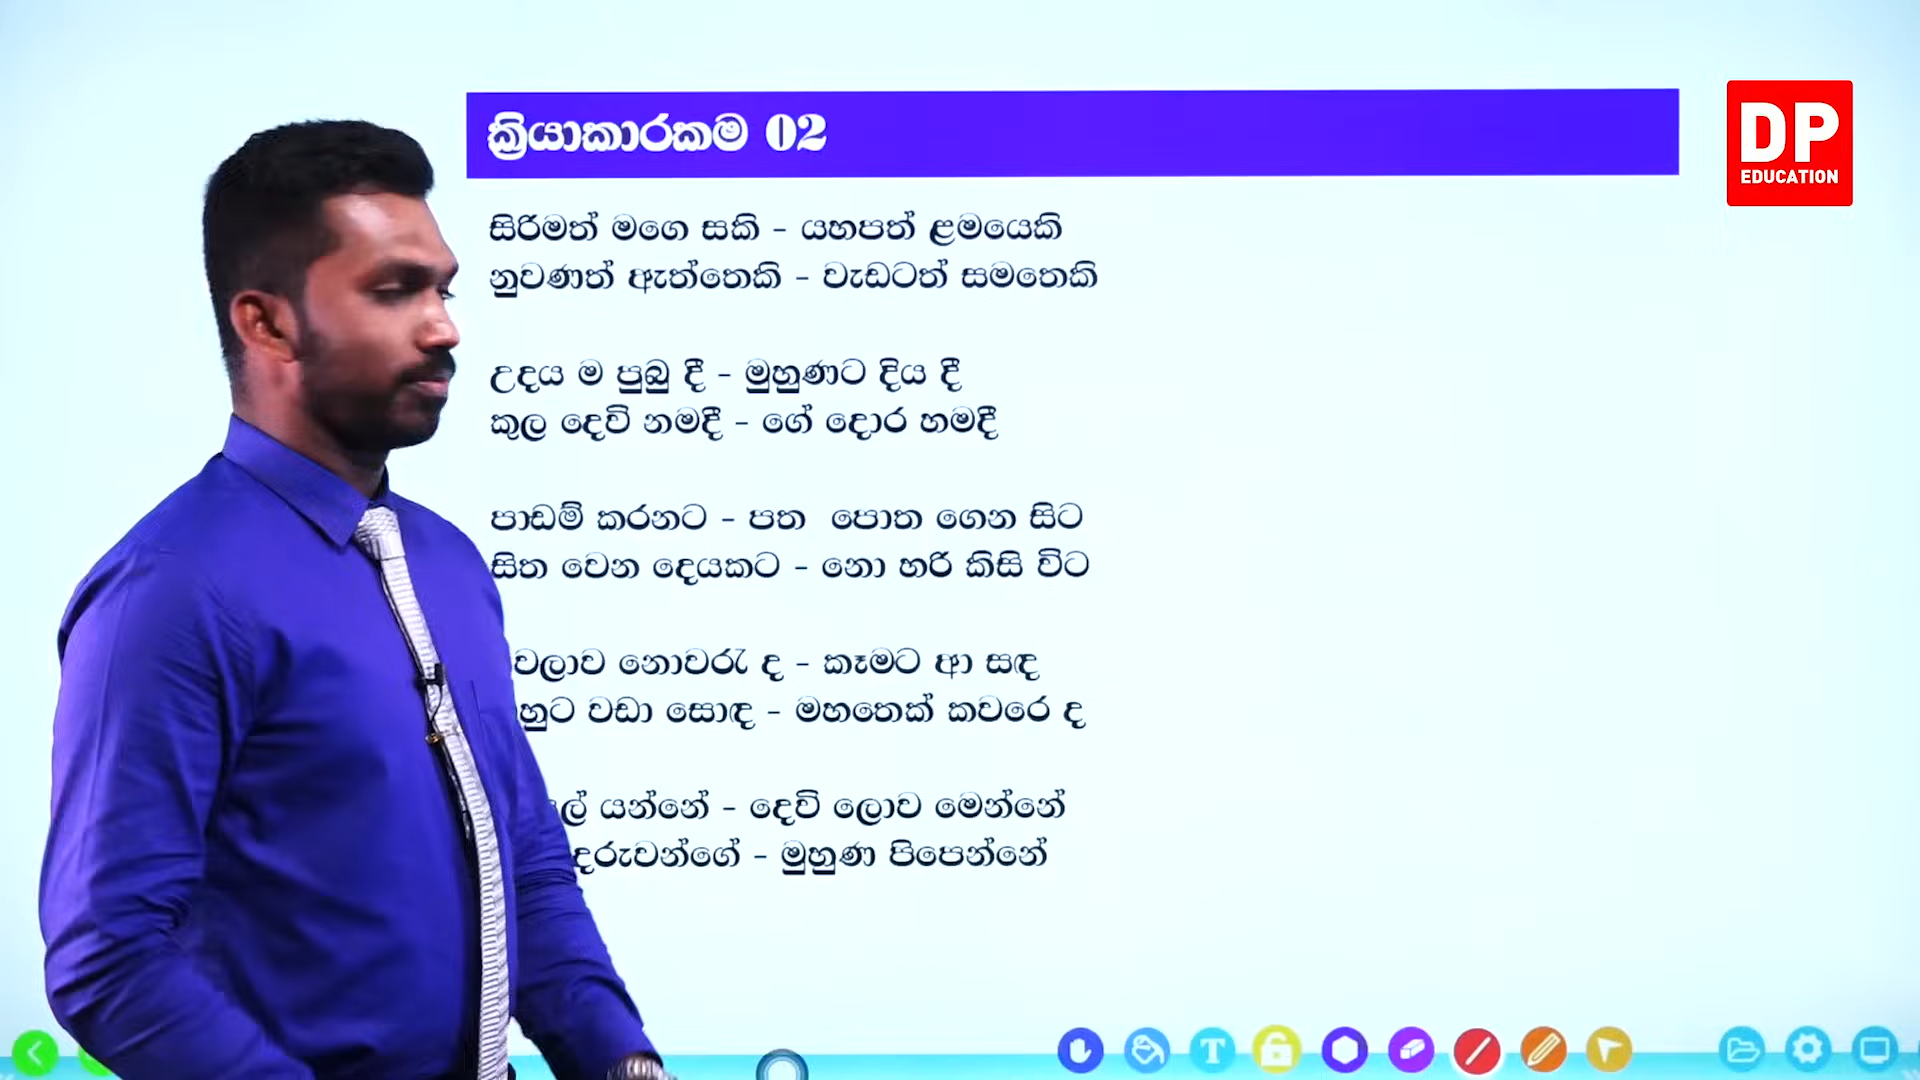 ක්‍රියාකාරකම 02
DP
EDUCATION
සිරිමත් මගෙ සකි - යහපත් ළමයෙකි
නුවණත් ඇත්තෙකි - වැඩටත් සමතෙකි
උදය ම පුබු දී - මුහුණට දිය දී
කුල දෙවි නමදී - ගේ දොර හමදී
පාඩම් කරනට - පත පොත ගෙන සිට
සිත වෙන දෙයකට - නො හරී කිසි විට
වෙලාව නොවරැ ද - කෑමට ආ සඳ
වඩා සොඳ - මහතෙක් කවරෙ ද
යන්නේ - දෙව් ලොව මෙන්නේ
දරුවන්ගේ - මුහුණ පිපෙන්නේ